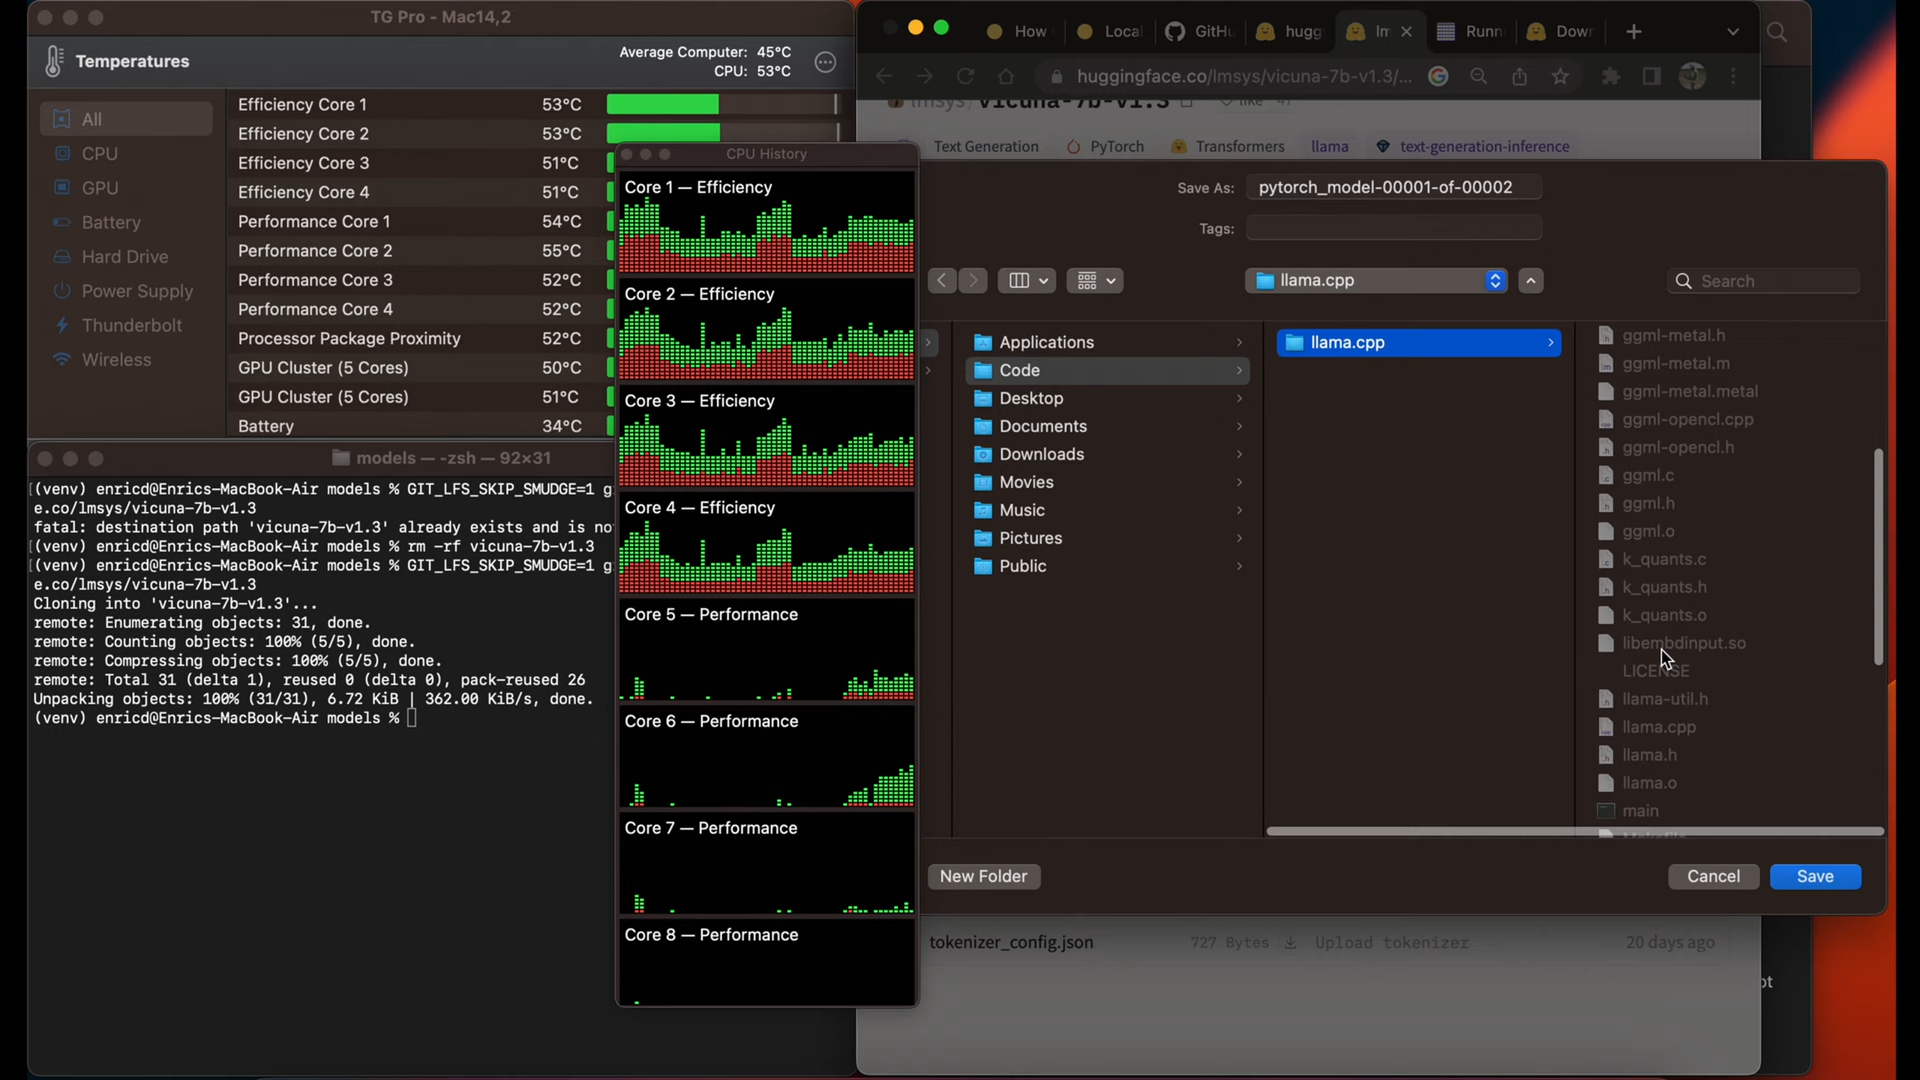 TG Pro - Mac14,2
Temperatures
Average Computer: 45°C
CPU: 53°C
All
CPU
GPU
Battery
Hard Drive
Power Supply
Thunderbolt
Wireless
Efficiency Core 1 53°C
Efficiency Core 2 53°C
Efficiency Core 3 51°C
Efficiency Core 4 51°C
Performance Core 1 54°C
Performance Core 2 55°C
Performance Core 3 52°C
Performance Core 4 52°C
Processor Package Proximity 52°C
GPU Cluster (5 Cores) 50°C
GPU Cluster (5 Cores) 51°C
Battery 34°C
models — -zsh — 92×31
(venv) enricd@Enrics-MacBook-Air models % GIT_LFS_SKIP_SMUDGE=1 g
e.co/lmsys/vicuna-7b-v1.3
fatal: destination path 'vicuna-7b-v1.3' already exists and is no
(venv) enricd@Enrics-MacBook-Air models % rm -rf vicuna-7b-v1.3
(venv) enricd@Enrics-MacBook-Air models % GIT_LFS_SKIP_SMUDGE=1 g
e.co/lmsys/vicuna-7b-v1.3
Cloning into 'vicuna-7b-v1.3'...
remote: Enumerating objects: 31, done.
remote: Counting objects: 100% (5/5), done.
remote: Compressing objects: 100% (5/5), done.
remote: Total 31 (delta 1), reused 0 (delta 0), pack-reused 26
Unpacking objects: 100% (31/31), 6.72 KiB | 362.00 KiB/s, done.
(venv) enricd@Enrics-MacBook-Air models %
CPU History
Core 1 — Efficiency
Core 2 — Efficiency
Core 3 — Efficiency
Core 4 — Efficiency
Core 5 — Performance
Core 6 — Performance
Core 7 — Performance
Core 8 — Performance
How Local GitHu hugg lm Runn Dowr
huggingface.co/lmsys/vicuna-7b-v1.3/...
lmsys/vicuna-7b-v1.3 like 47
Text Generation PyTorch Transformers llama text-generation-inference
Save As: pytorch_model-00001-of-00002
Tags:
llama.cpp
Search
Applications
Code
Desktop
Documents
Downloads
Movies
Music
Pictures
Public
llama.cpp
ggml-metal.h
ggml-metal.m
ggml-metal.metal
ggml-opencl.cpp
ggml-opencl.h
ggml.c
ggml.h
ggml.o
k_quants.c
k_quants.h
k_quants.o
libembdinput.so
LICENSE
llama-util.h
llama.cpp
llama.h
llama.o
main
Makefile
New Folder
Cancel
Save
tokenizer_config.json 727 Bytes Upload tokenizer 20 days ago
pt